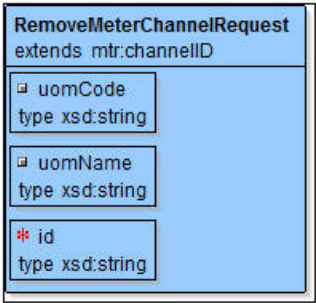 RemoveMeterChannelRequest
extends mtr:channelID
uomCode
type xsd:string
uomName
type xsd:string
* id
type xsd:string